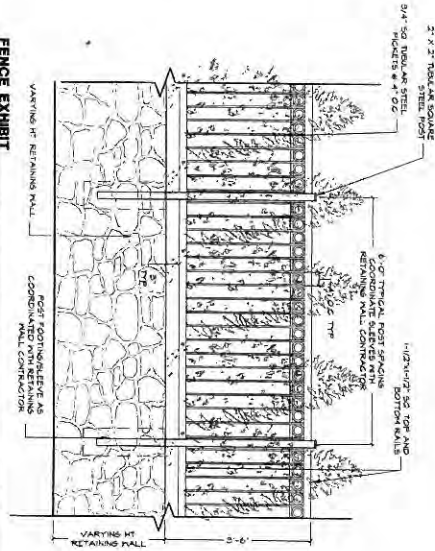 2" X 2" TUBULAR SQUARE
STEEL POST
3/4" SQ TUBULAR STEEL
PICKETS @ 4" O.C.
6'-0" TYPICAL POST SPACING
COORDINATE SLEEVES WITH
RETAINING WALL CONTRACTOR
1-1/2"X1-1/2" SQ. TOP AND
BOTTOM RAILS
TYP
3'-6"
VARYING HT
RETAINING WALL
VARYING HT RETAINING WALL
POST FOOTING/SLEEVE AS
COORDINATED WITH RETAINING
WALL CONTRACTOR
FENCE EXHIBIT